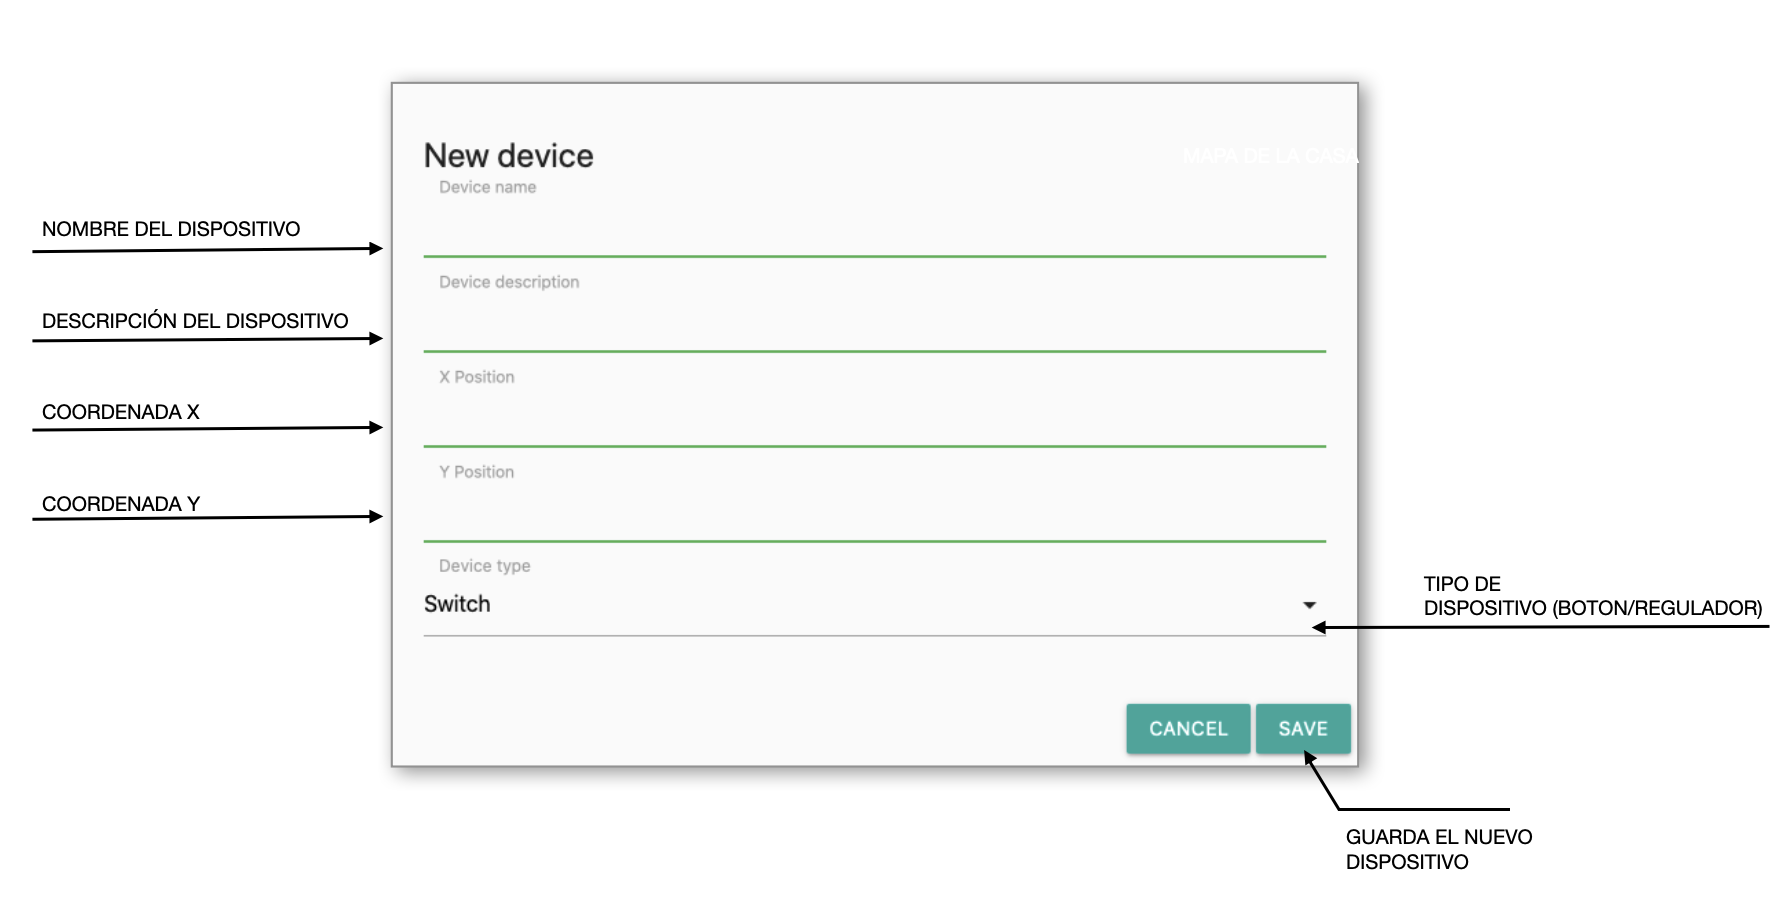 New device
MAPA DE LA CASA
Device name
NOMBRE DEL DISPOSITIVO
Device description
DESCRIPCIÓN DEL DISPOSITIVO
X Position
COORDENADA X
Y Position
COORDENADA Y
Device type
Switch
TIPO DE
DISPOSITIVO (BOTON/REGULADOR)
CANCEL
SAVE
GUARDA EL NUEVO
DISPOSITIVO